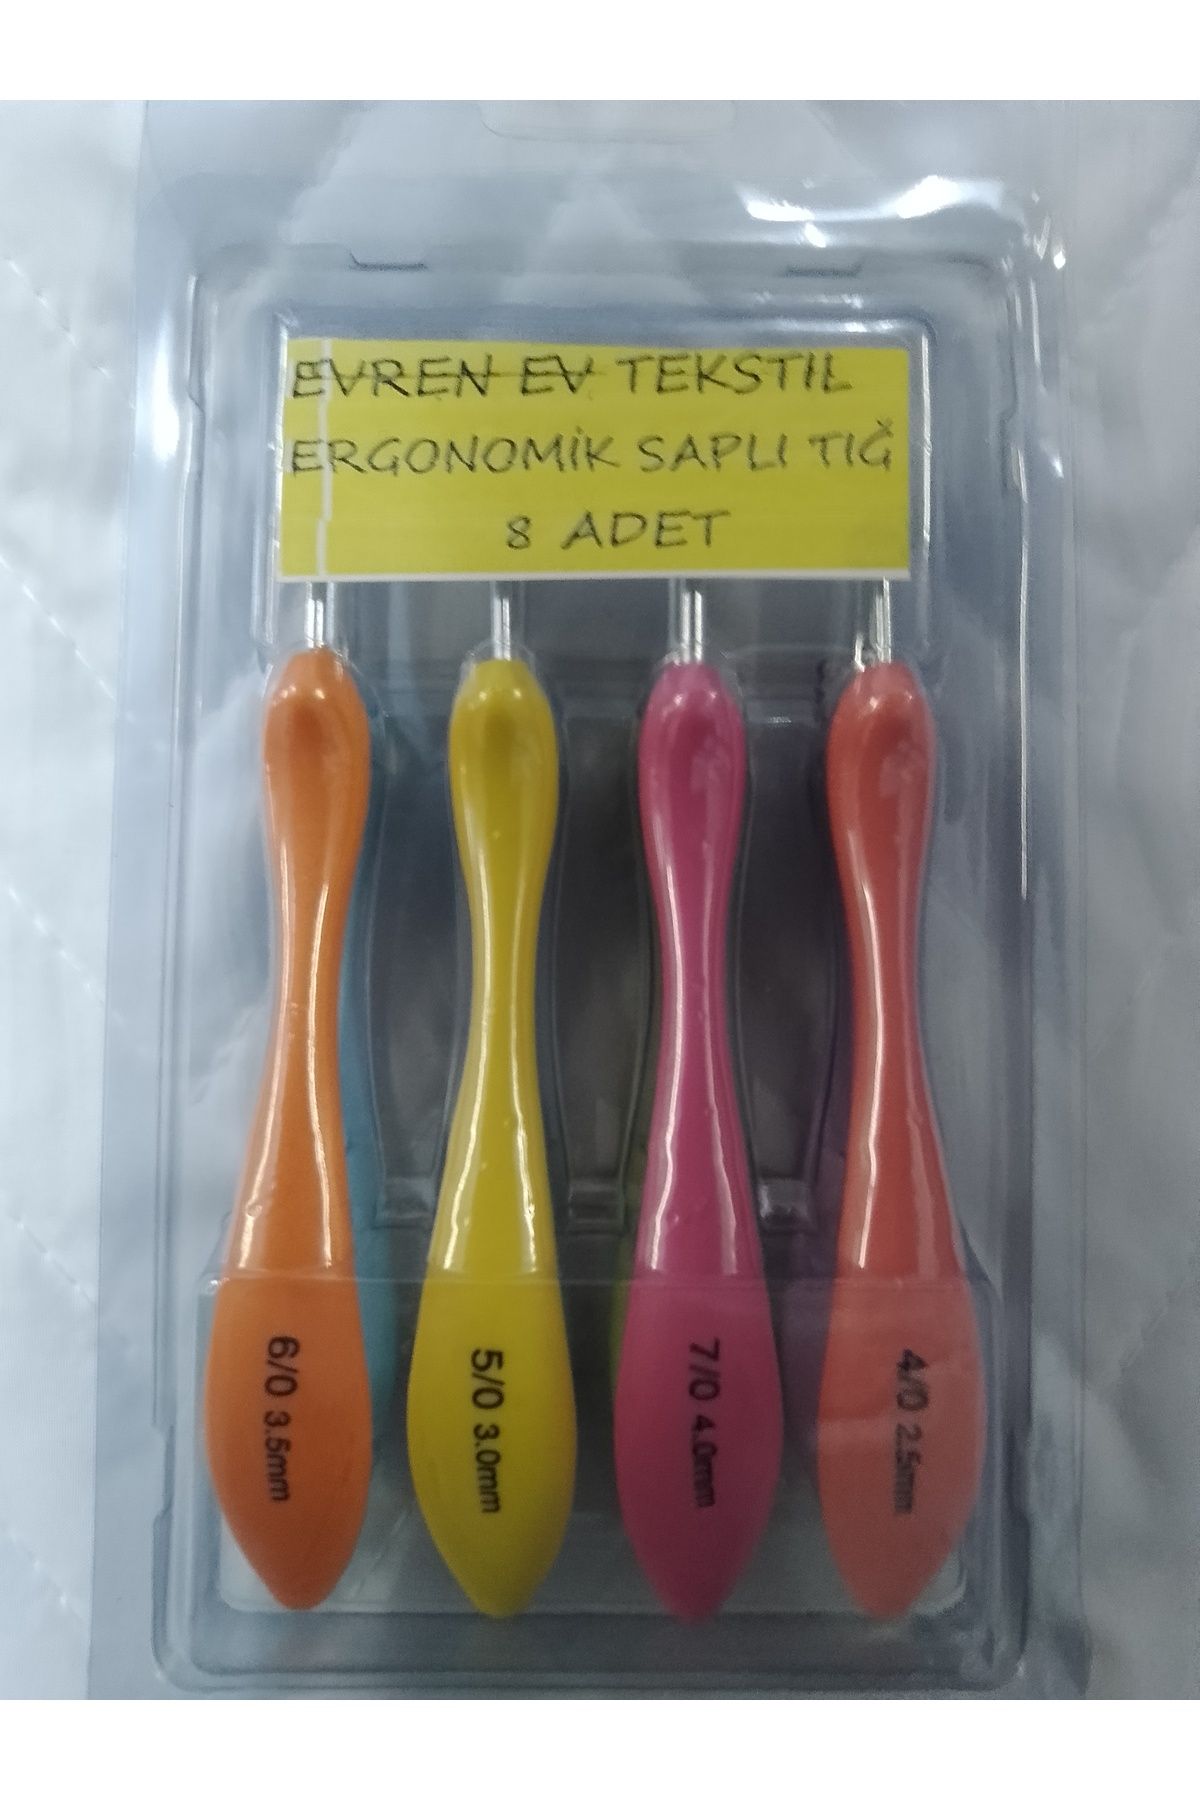 EVREN EV TEKSTIL
ERGONOMİK SAPLI TIĞ
8 ADET
6/0 3.5mm
5/0 3.0mm
7/0 4.0mm
4/0 2.5mm